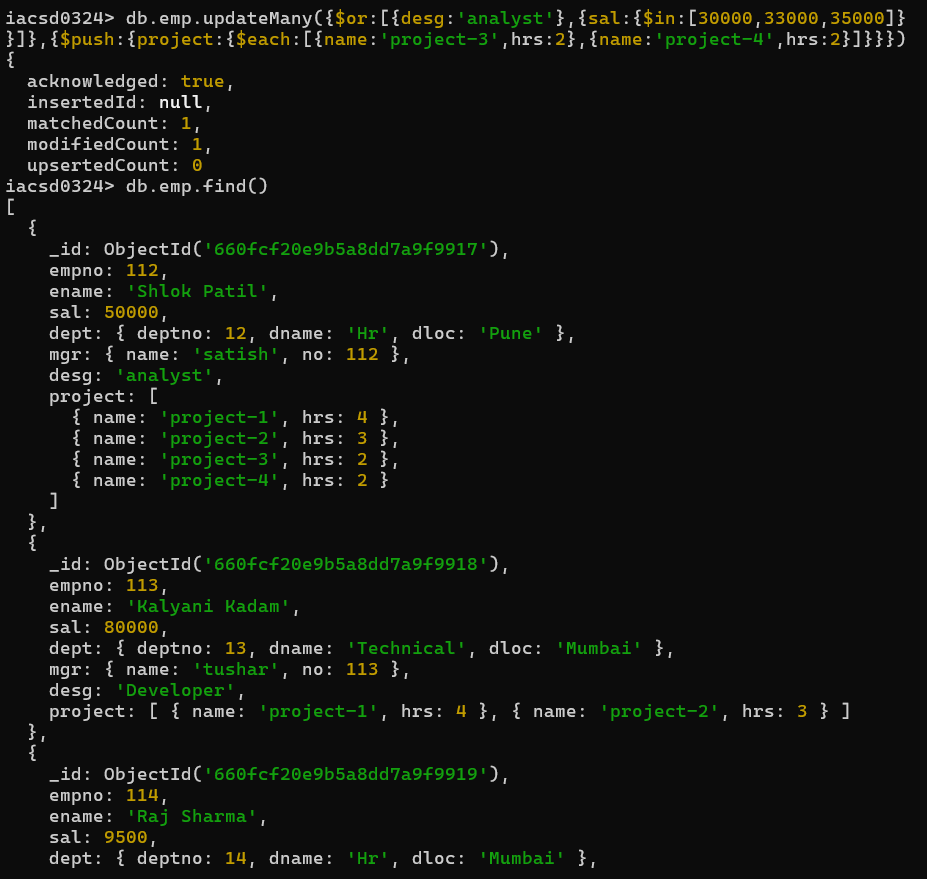 iacsd0324> db.emp.updateMany({$or:[{desg:'analyst'},{sal:{$in:[30000,33000,35000]}
}]},{$push:{project:{$each:[{name:'project-3',hrs:2},{name:'project-4',hrs:2}]}}})
{
  acknowledged: true,
  insertedId: null,
  matchedCount: 1,
  modifiedCount: 1,
  upsertedCount: 0
iacsd0324> db.emp.find()
[
  {
    _id: ObjectId('660fcf20e9b5a8dd7a9f9917'),
    empno: 112,
    ename: 'Shlok Patil',
    sal: 50000,
    dept: { deptno: 12, dname: 'Hr', dloc: 'Pune' },
    mgr: { name: 'satish', no: 112 },
    desg: 'analyst',
    project: [
      { name: 'project-1', hrs: 4 },
      { name: 'project-2', hrs: 3 },
      { name: 'project-3', hrs: 2 },
      { name: 'project-4', hrs: 2 }
    ]
  },
  {
    _id: ObjectId('660fcf20e9b5a8dd7a9f9918'),
    empno: 113,
    ename: 'Kalyani Kadam',
    sal: 80000,
    dept: { deptno: 13, dname: 'Technical', dloc: 'Mumbai' },
    mgr: { name: 'tushar', no: 113 },
    desg: 'Developer',
    project: [ { name: 'project-1', hrs: 4 }, { name: 'project-2', hrs: 3 } ]
  },
  {
    _id: ObjectId('660fcf20e9b5a8dd7a9f9919'),
    empno: 114,
    ename: 'Raj Sharma',
    sal: 9500,
    dept: { deptno: 14, dname: 'Hr', dloc: 'Mumbai' },